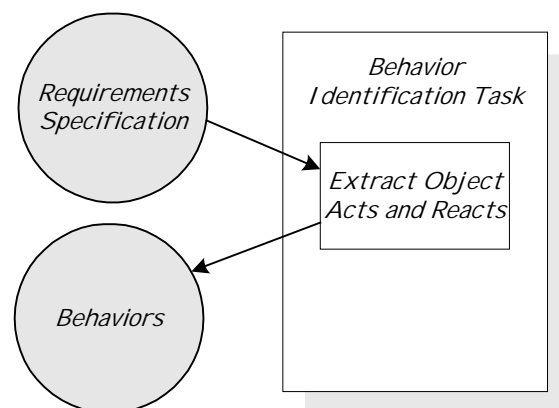 Requirements
Specification
Behavior
Identification Task
Extract Object
Acts and Reacts
Behaviors